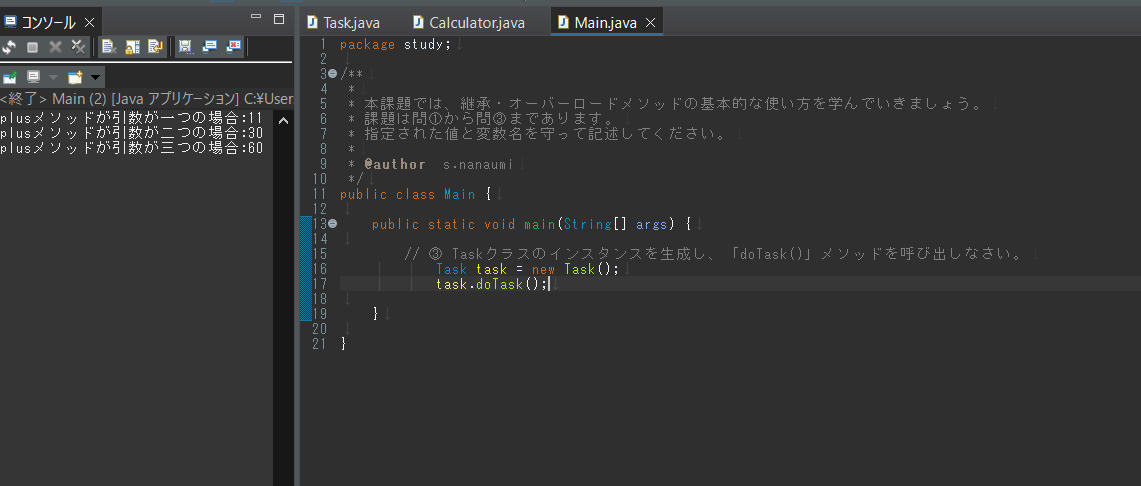 コンソール
<終了> Main (2) [Java アプリケーション] C:¥User
plusメソッドが引数が一つの場合:11
plusメソッドが引数が二つの場合:30
plusメソッドが引数が三つの場合:60
Task.java
Calculator.java
Main.java
1 package study;
2
3 /**
4 *
5 * 本課題では、継承・オーバーロードメソッドの基本的な使い方を学んでいきましょう。
6 * 課題は問①から問③まであります。
7 * 指定された値と変数名を守って記述してください。
8 *
9 * @author s.nanaumi
10 */
11 public class Main {
12
13 public static void main(String[] args) {
14
15 // ③ Taskクラスのインスタンスを生成し、「doTask()」メソッドを呼び出しなさい。
16 Task task = new Task();
17 task.doTask();
18
19 }
20
21 }